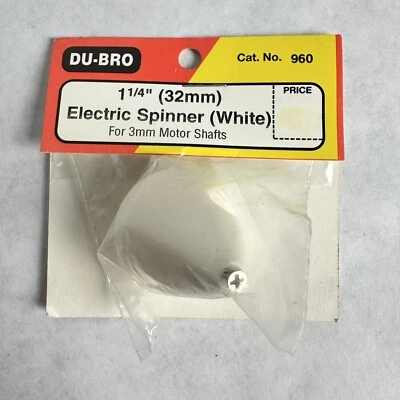 DU-BRO
Cat. No. 960
1 1/4" (32mm)
Electric Spinner (White)
For 3mm Motor Shafts
PRICE